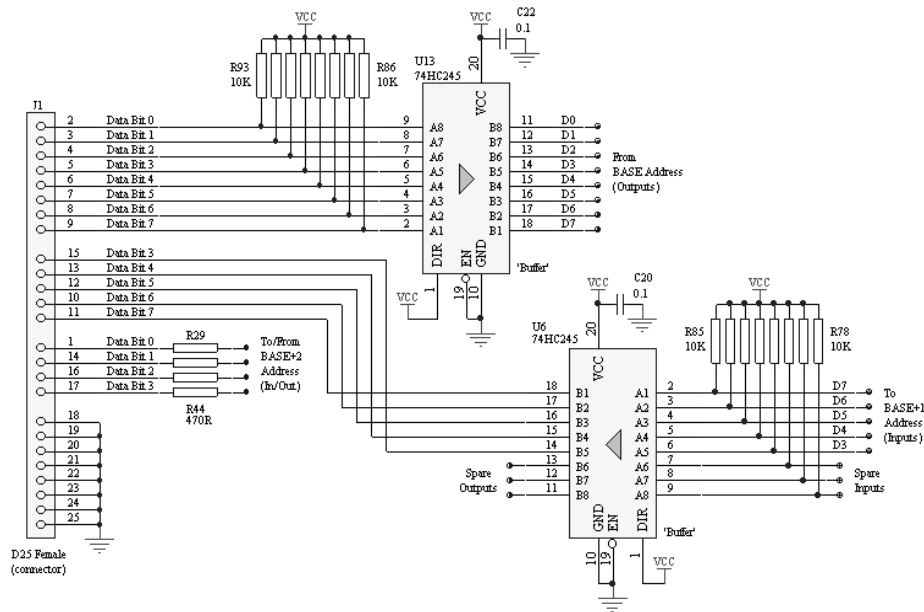 VCC
C22
0.1
R93
10K
R86
10K
U13
74HC245
20
VCC
J1
2 Data Bit 0 9 A8 B8 11 D0
3 Data Bit 1 8 A7 B7 12 D1
4 Data Bit 2 7 A6 B6 13 D2
5 Data Bit 3 6 A5 B5 14 D3
6 Data Bit 4 5 A4 B4 15 D4
7 Data Bit 5 4 A3 B3 16 D5
8 Data Bit 6 3 A2 B2 17 D6
9 Data Bit 7 2 A1 B1 18 D7
From
BASE Address
(Outputs)
DIR EN GND
'Buffer'
VCC 1 19 10
15 Data Bit 3
13 Data Bit 4
12 Data Bit 5
10 Data Bit 6
11 Data Bit 7
1 Data Bit 0
14 Data Bit 1
16 Data Bit 2
17 Data Bit 3
R29
R44
470R
To/From
BASE+2
Address
(In/Out)
18
19
20
21
22
23
24
25
D25 Female
(connector)
VCC
C20
0.1
VCC
U6
74HC245
20
VCC
R85
10K
R78
10K
18 B1 A1 2 D7
17 B2 A2 3 D6
16 B3 A3 4 D5
15 B4 A4 5 D4
14 B5 A5 6 D3
13 B6 A6 7
12 B7 A7 8
11 B8 A8 9
To
BASE+1
Address
(Inputs)
Spare
Outputs
Spare
Inputs
GND EN DIR
'Buffer'
10 19 1 VCC